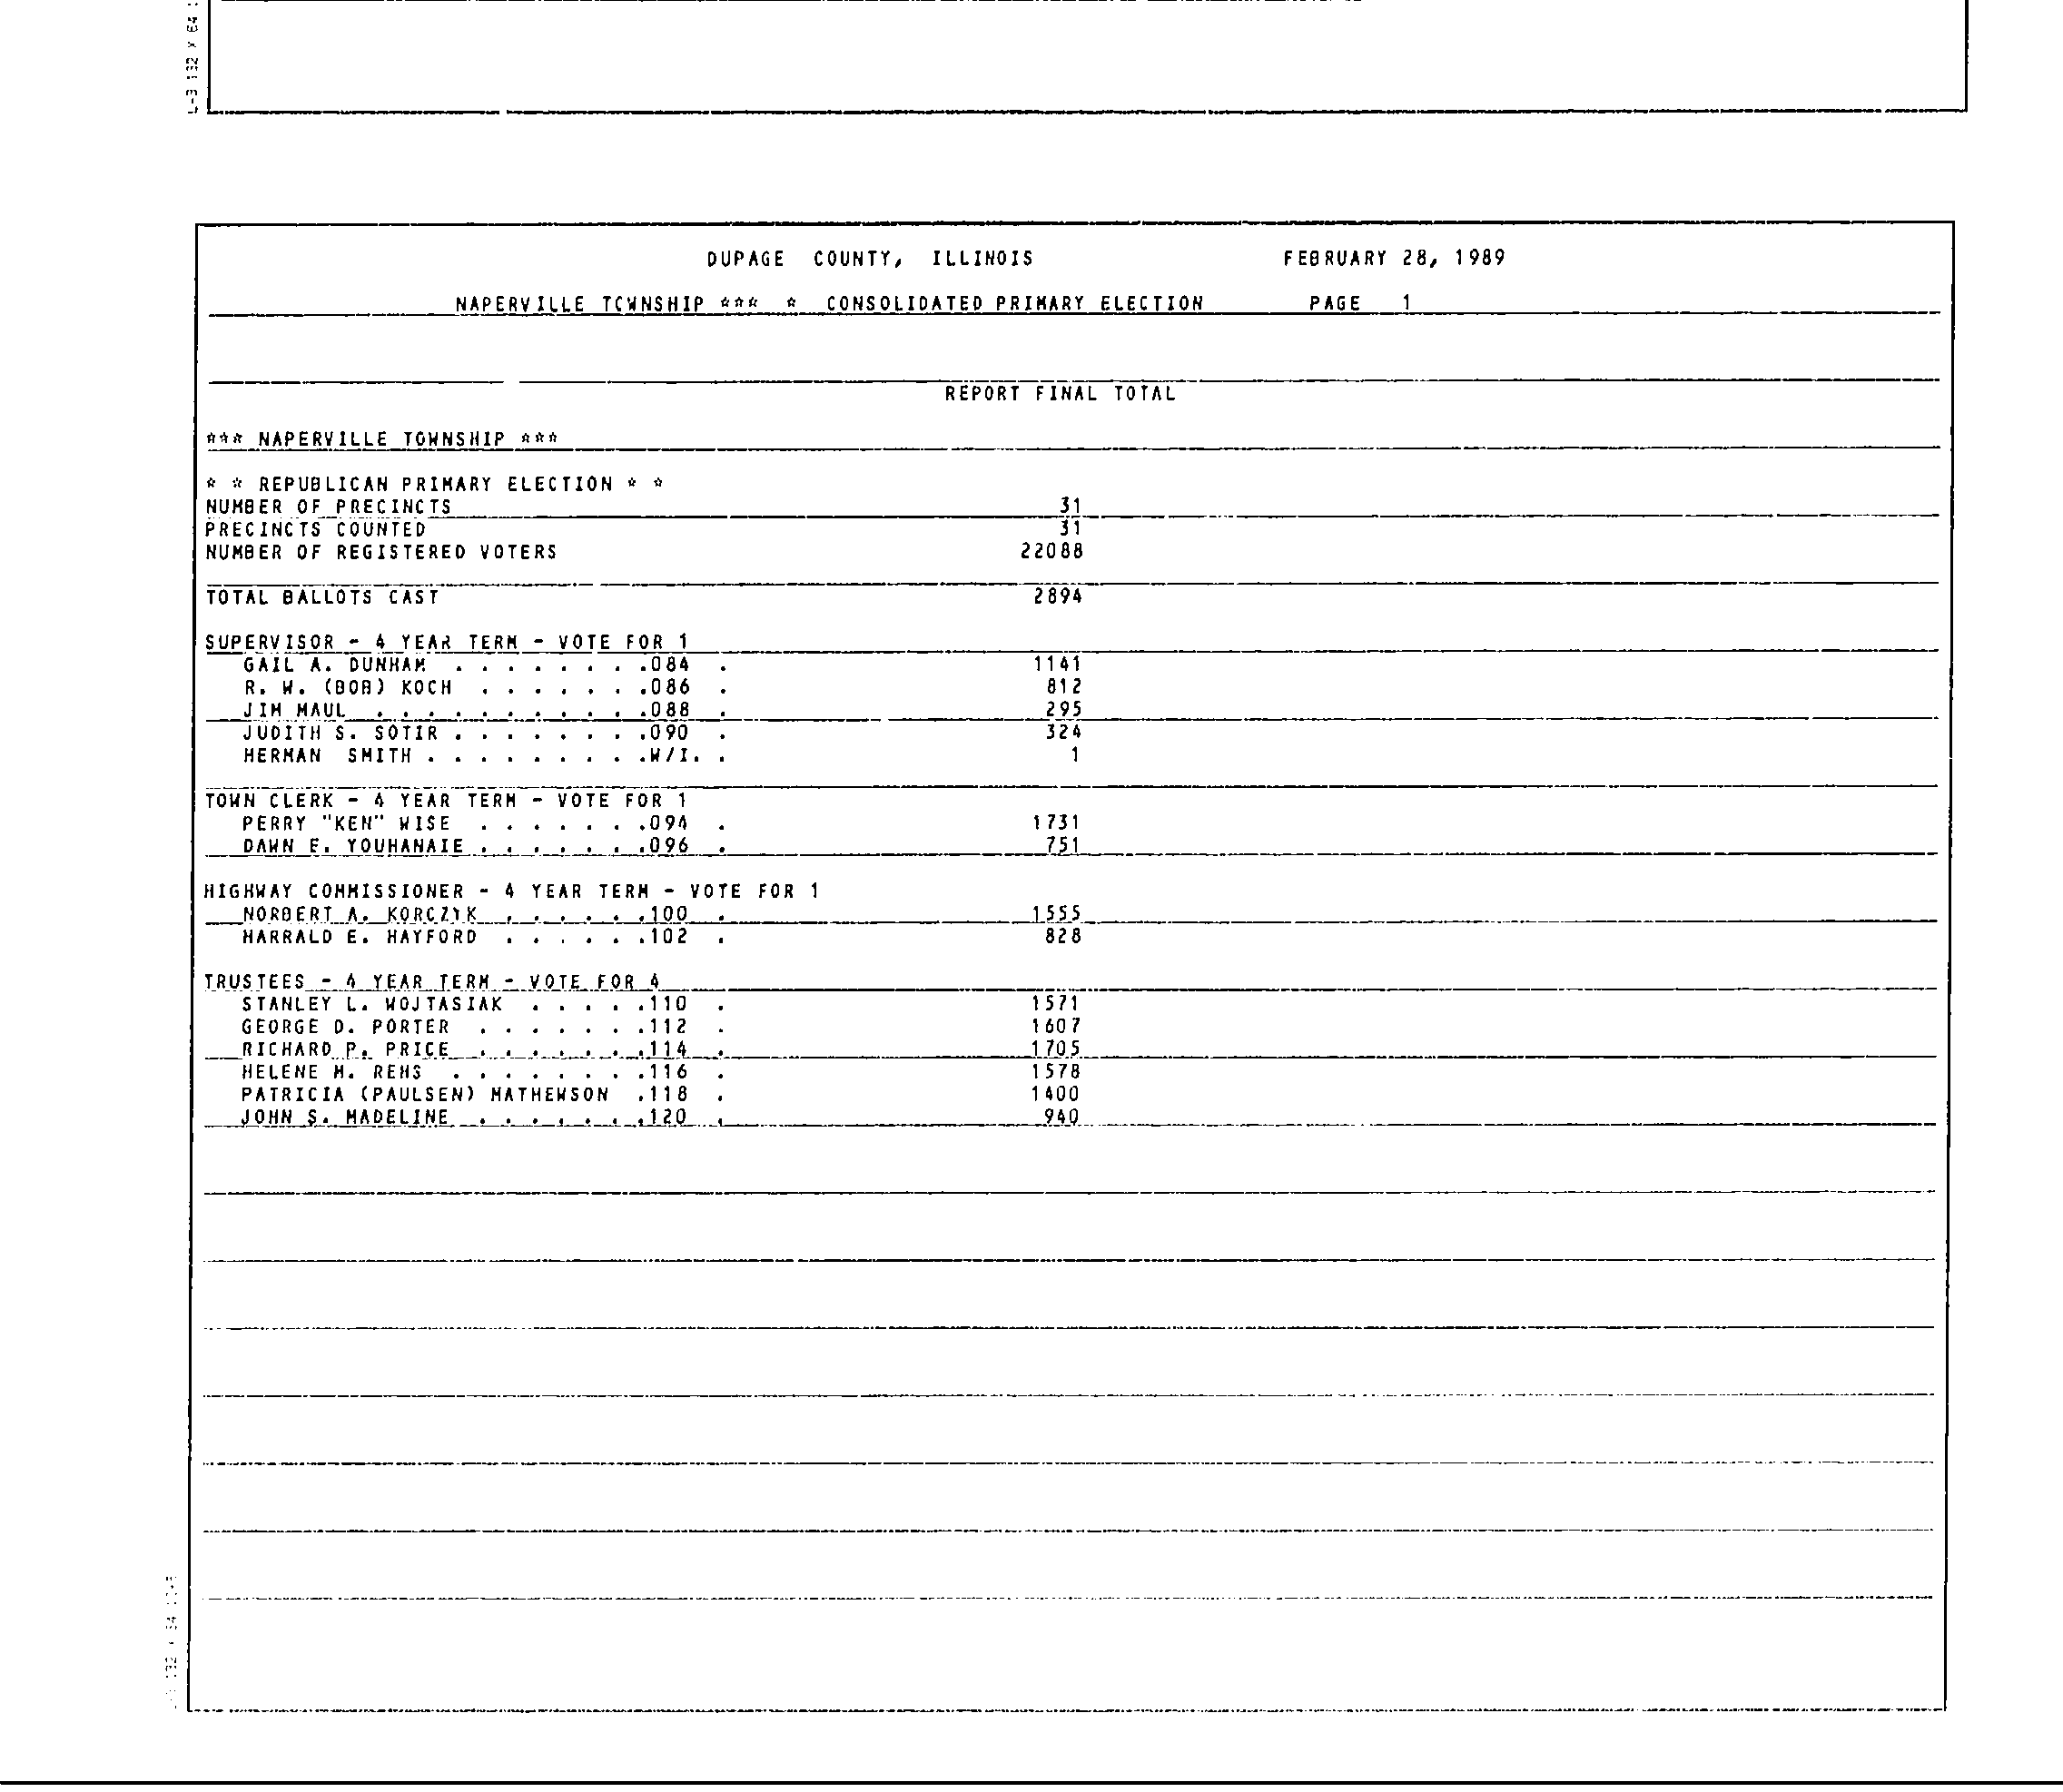 L-3 132 X 64
DUPAGE COUNTY, ILLINOIS FEBRUARY 28, 1989
NAPERVILLE TOWNSHIP *** * CONSOLIDATED PRIMARY ELECTION PAGE 1
REPORT FINAL TOTAL
*** NAPERVILLE TOWNSHIP ***
* * REPUBLICAN PRIMARY ELECTION * *
NUMBER OF PRECINCTS 31
PRECINCTS COUNTED 31
NUMBER OF REGISTERED VOTERS 22088
TOTAL BALLOTS CAST 2894
SUPERVISOR - 4 YEAR TERM - VOTE FOR 1
GAIL A. DUNHAM . . . . . . . .084 . 1141
R. W. (BOB) KOCH . . . . . . .086 . 812
JIM MAUL . . . . . . . . . . .088 . 295
JUDITH S. SOTIR . . . . . . . .090 . 324
HERMAN SMITH . . . . . . . . .W/I. . 1
TOWN CLERK - 4 YEAR TERM - VOTE FOR 1
PERRY "KEN" WISE . . . . . . .094 . 1731
DAWN E. YOUHANAIE . . . . . . .096 . 751
HIGHWAY COMMISSIONER - 4 YEAR TERM - VOTE FOR 1
NORBERT A. KORCZYK . . . . . .100 . 1555
HARRALD E. HAYFORD . . . . . .102 . 828
TRUSTEES - 4 YEAR TERM - VOTE FOR 4
STANLEY L. WOJTASIAK . . . . .110 . 1571
GEORGE D. PORTER . . . . . . .112 . 1607
RICHARD P. PRICE . . . . . . .114 . 1705
HELENE M. REHS . . . . . . . .116 . 1578
PATRICIA (PAULSEN) MATHEWSON .118 . 1400
JOHN S. MADELINE . . . . . . .120 . 940